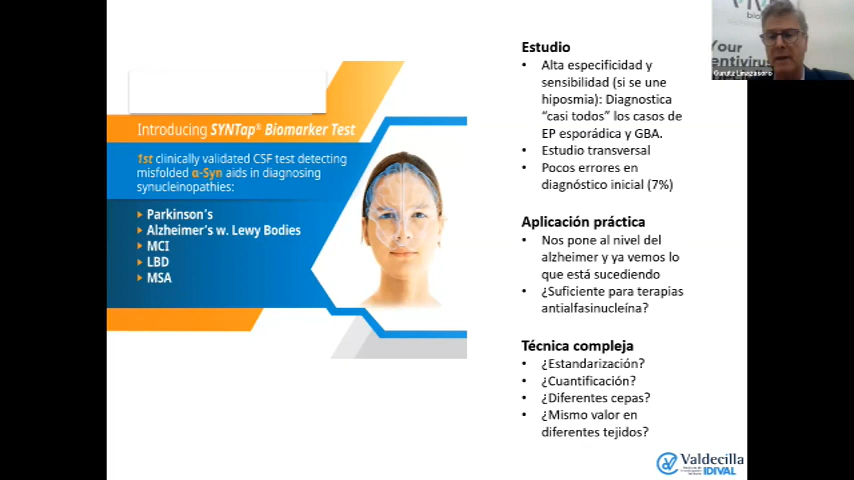 Introducing SYNTap® Biomarker Test
1st clinically validated CSF test detecting
misfolded α-Syn aids in diagnosing
synucleinopathies:
Parkinson's
Alzheimer's w. Lewy Bodies
MCI
LBD
MSA
Estudio
• Alta especificidad y
sensibilidad (si se une
hiposmia): Diagnostica
“casi todos” los casos de
EP esporádica y GBA.
• Estudio transversal
• Pocos errores en
diagnóstico inicial (7%)
Aplicación práctica
• Nos pone al nivel del
alzheimer y ya vemos lo
que está sucediendo
• ¿Suficiente para terapias
antialfasinucleína?
Técnica compleja
• ¿Estandarización?
• ¿Cuantificación?
• ¿Diferentes cepas?
• ¿Mismo valor en
diferentes tejidos?
Your
Gurutz Linazasoro
Valdecilla
IDIVAL